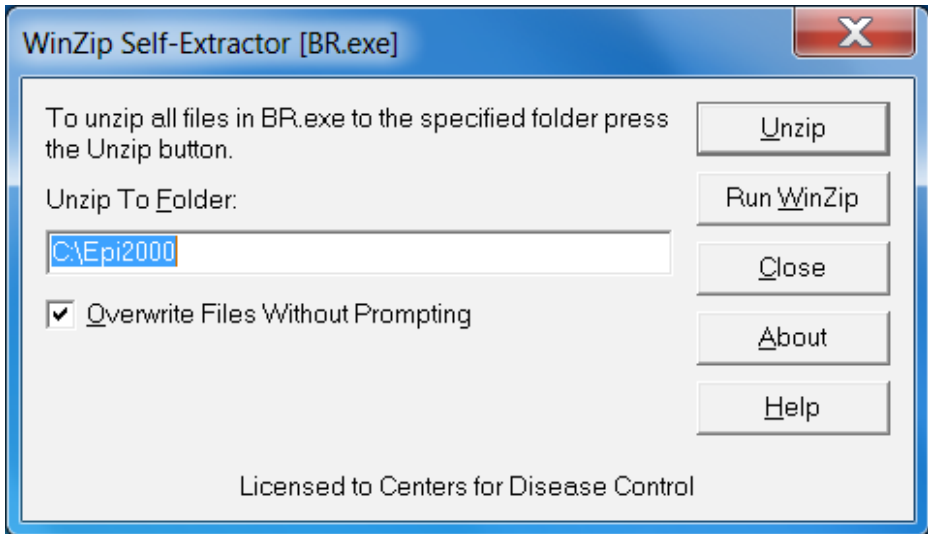 WinZip Self-Extractor [BR.exe]
To unzip all files in BR.exe to the specified folder press
the Unzip button.
Unzip To Folder:
C:\Epi2000
Overwrite Files Without Prompting
Unzip
Run WinZip
Close
About
Help
Licensed to Centers for Disease Control